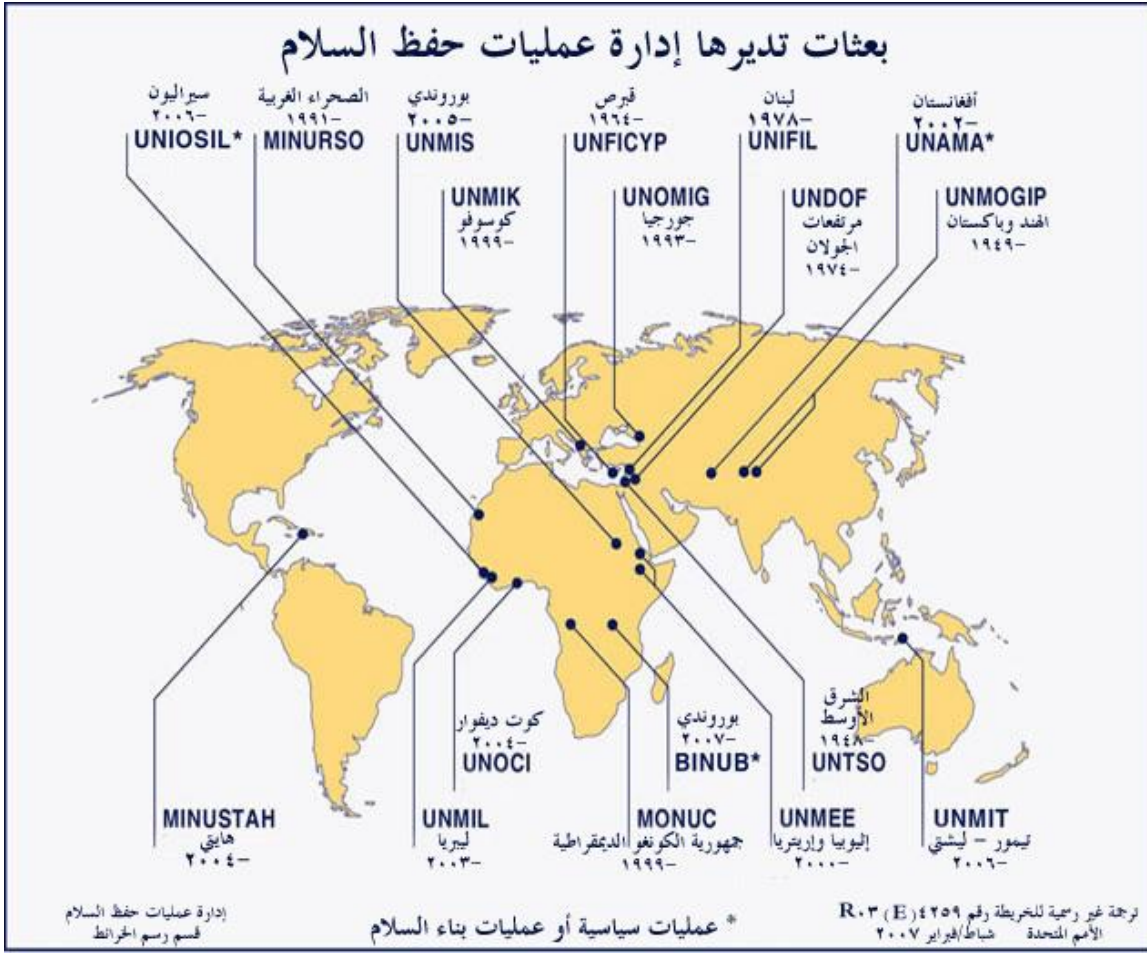 بعثات تديرها إدارة عمليات حفظ السلام
سيراليون
٢٠٠٦-
UNIOSIL*
الصحراء الغربية
١٩٩١-
MINURSO
بوروندي
٢٠٠٥-
UNMIS
قبرص
١٩٦٤-
UNFICYP
لبنان
١٩٧٨-
UNIFIL
أفغانستان
٢٠٠٢-
UNAMA*
UNMIK
كوسوفو
١٩٩٩-
UNOMIG
جورجيا
١٩٩٣-
UNDOF
مرتفعات
الجولان
١٩٧٤-
UNMOGIP
الهند وباكستان
١٩٤٩-
كوت ديفوار
٢٠٠٤-
UNOCI
بوروندي
٢٠٠٧-
BINUB*
الشرق
الأوسط
١٩٤٨-
UNTSO
MINUSTAH
هايتي
٢٠٠٤-
UNMIL
ليبريا
٢٠٠٣-
MONUC
جمهورية الكونغو الديمقراطية
١٩٩٩-
UNMEE
إثيوبيا وإريتريا
٢٠٠٠-
UNMIT
تيمور - ليشتي
٢٠٠٦-
ترجمة غير رسمية للخريطة رقم ٤٢٥٩(E) R.٠٣
الأمم المتحدة شباط/فبراير ٢٠٠٧
* عمليات سياسية أو عمليات بناء السلام
إدارة عمليات حفظ السلام
قسم رسم الخرائط